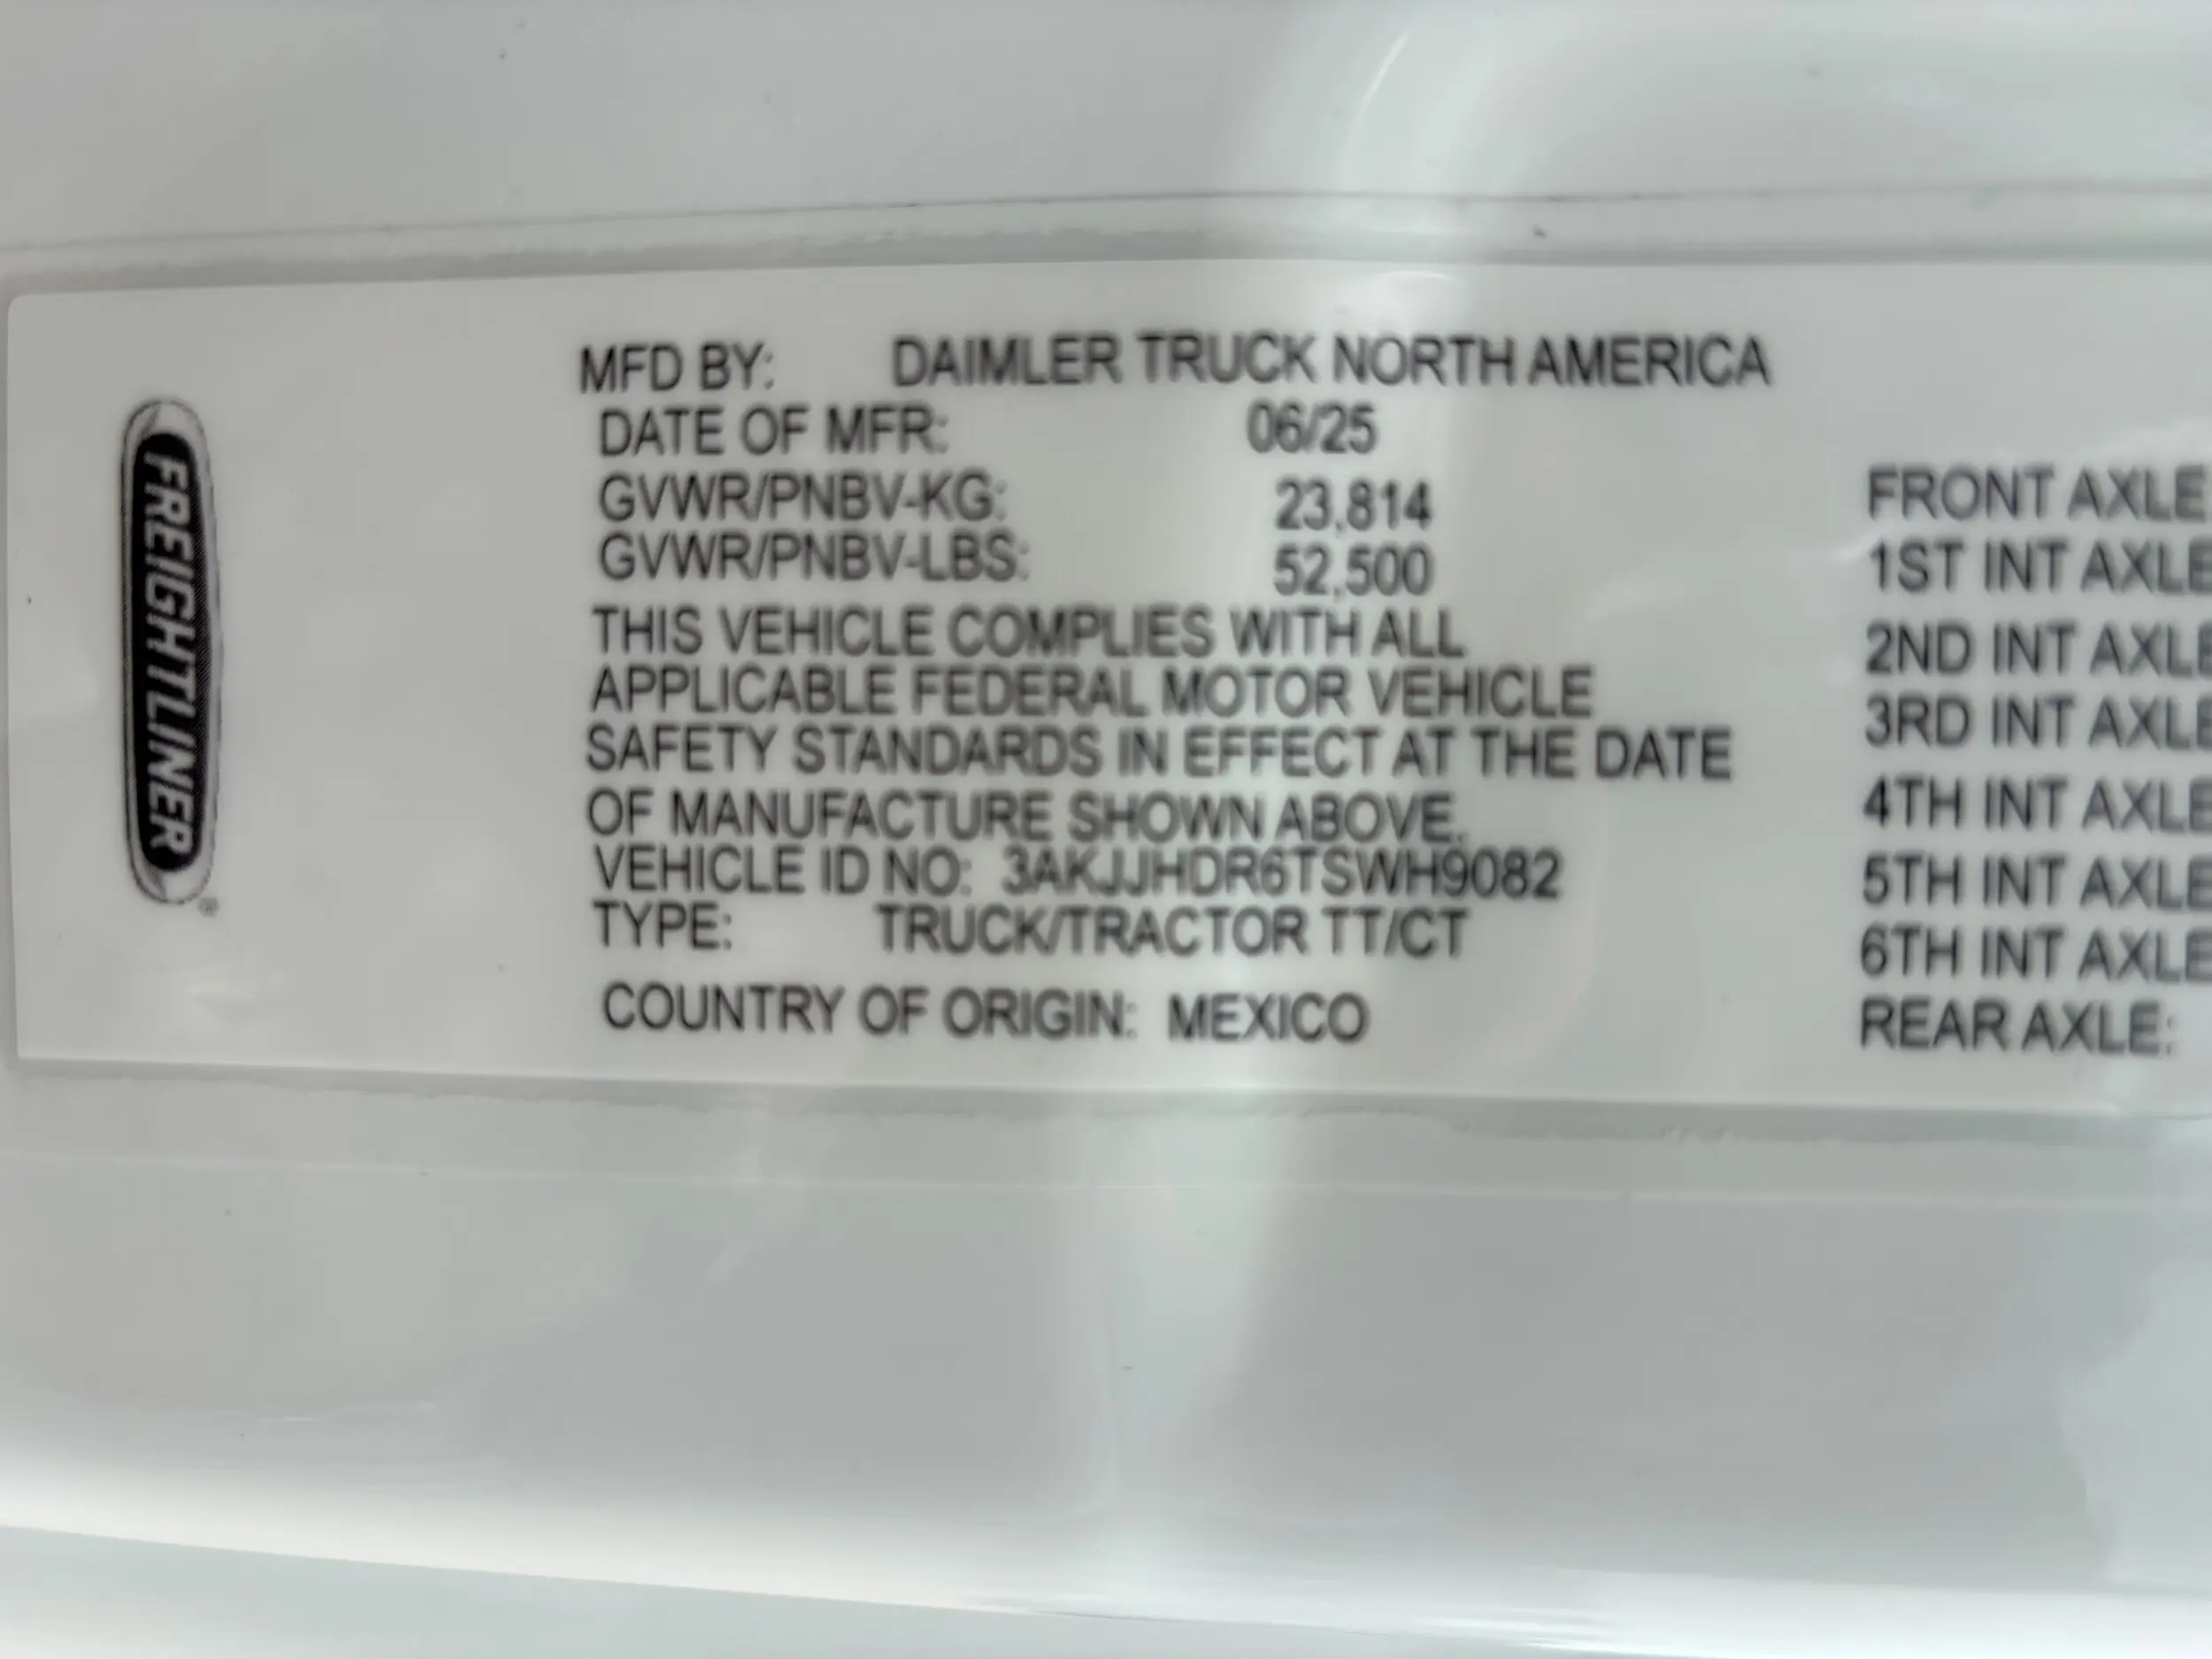 FREIGHTLINER®
MFD BY: DAIMLER TRUCK NORTH AMERICA
DATE OF MFR: 06/25
GVWR/PNBV-KG: 23,814
GVWR/PNBV-LBS: 52,500
THIS VEHICLE COMPLIES WITH ALL
APPLICABLE FEDERAL MOTOR VEHICLE
SAFETY STANDARDS IN EFFECT AT THE DATE
OF MANUFACTURE SHOWN ABOVE.
VEHICLE ID NO: 3AKJJHDR6TSWH9082
TYPE: TRUCK/TRACTOR TT/CT
COUNTRY OF ORIGIN: MEXICO
FRONT AXLE
1ST INT AXLE
2ND INT AXLE
3RD INT AXLE
4TH INT AXLE
5TH INT AXLE
6TH INT AXLE
REAR AXLE: